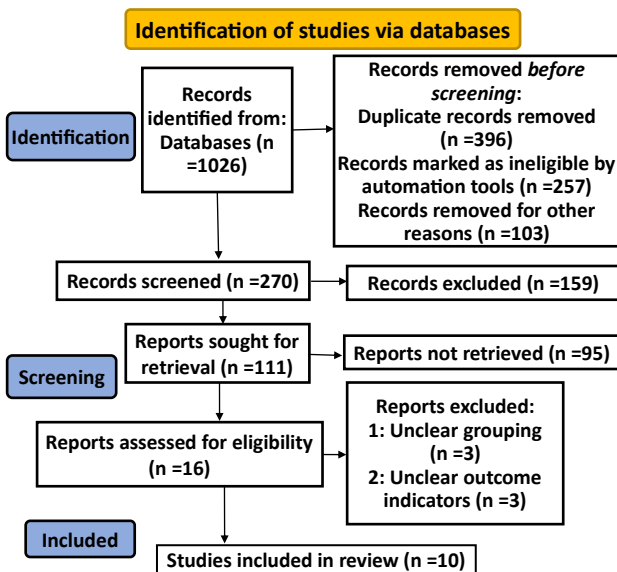 Identification of studies via databases
Identification
Records
identified from:
Databases (n
=1026)
Records removed before
screening:
Duplicate records removed
(n =396)
Records marked as ineligible by
automation tools (n =257)
Records removed for other
reasons (n =103)
Records screened (n =270)
Records excluded (n =159)
Screening
Reports sought for
retrieval (n =111)
Reports not retrieved (n =95)
Reports assessed for eligibility
(n =16)
Reports excluded:
1: Unclear grouping
(n =3)
2: Unclear outcome
indicators (n =3)
Included
Studies included in review (n =10)